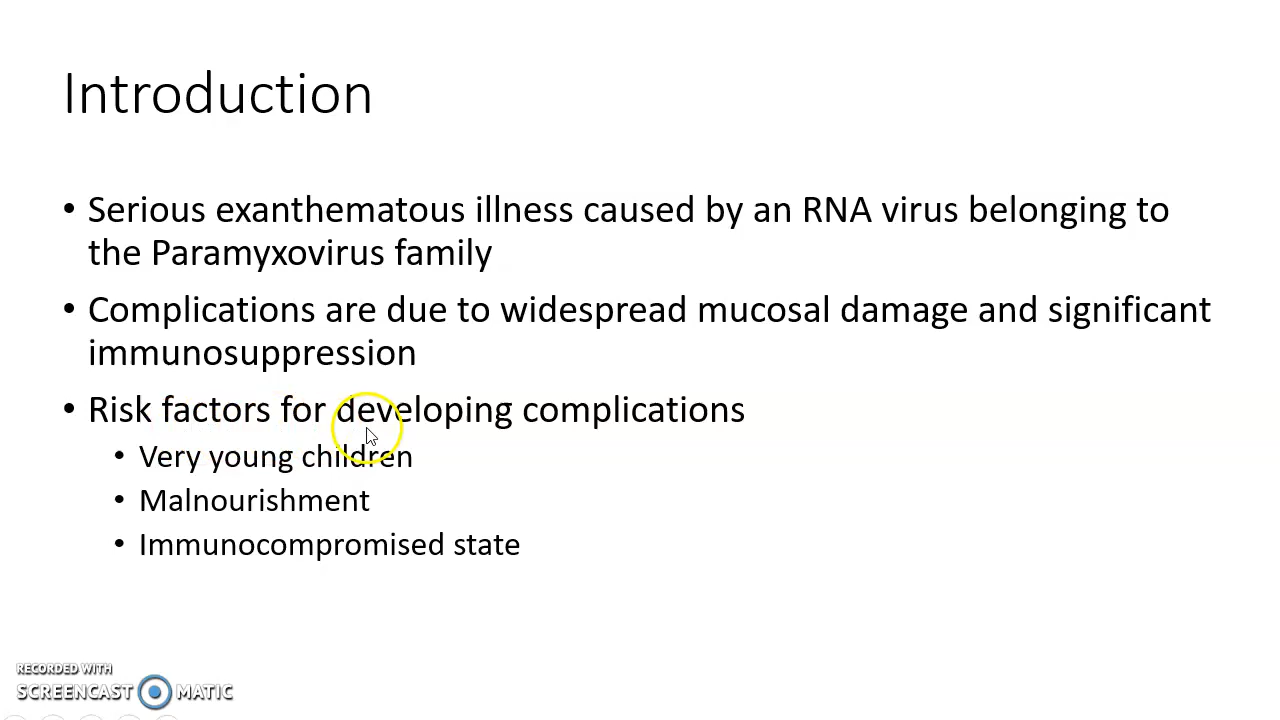 Introduction
• Serious exanthematous illness caused by an RNA virus belonging to
the Paramyxovirus family
• Complications are due to widespread mucosal damage and significant
immunosuppression
• Risk factors for developing complications
• Very young children
• Malnourishment
• Immunocompromised state
RECORDED WITH
SCREENCAST MATIC